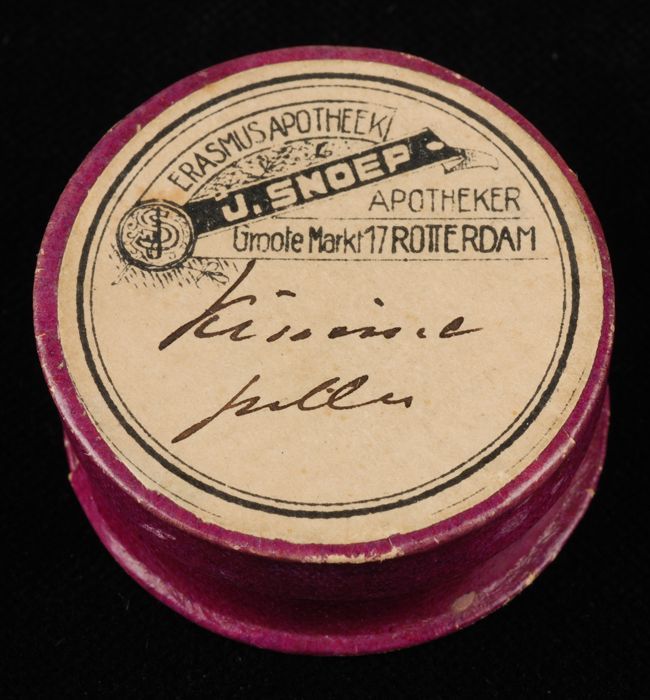 ERASMUS APOTHEEK
J. SNOEP
APOTHEKER
Groote Markt 17 ROTTERDAM
Kinine
pillen